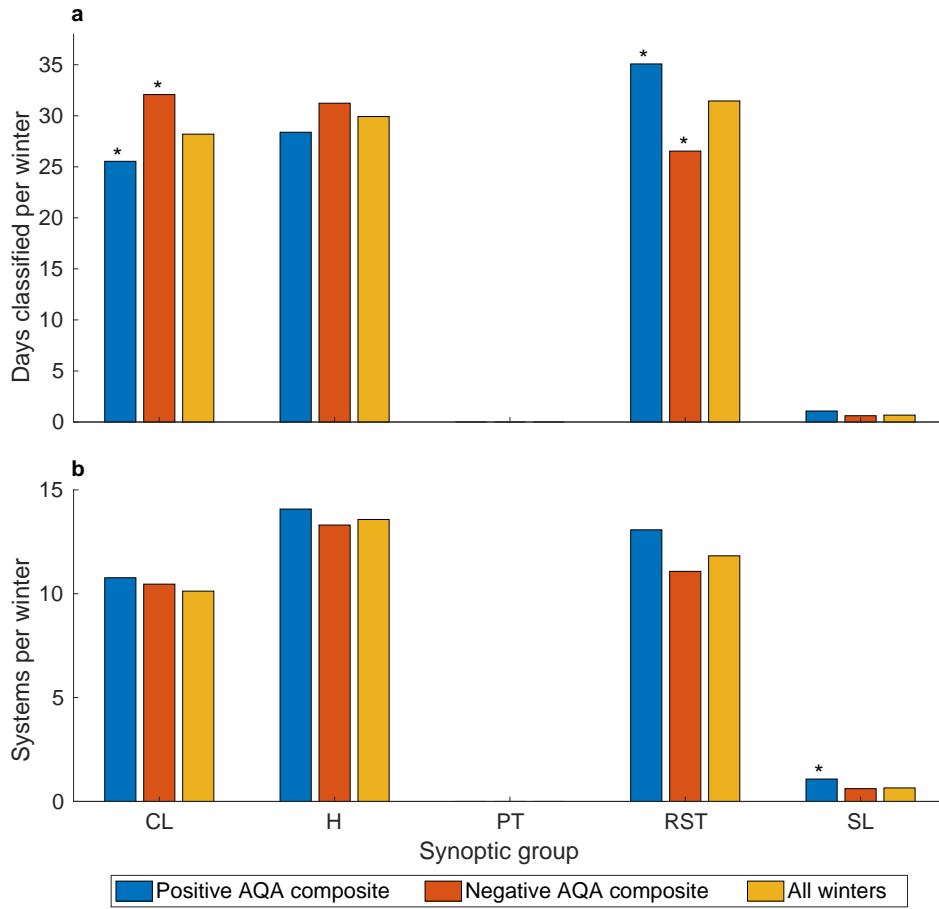 a
Days classified per winter
35
30
25
20
15
10
5
0
*
*
*
*
b
Systems per winter
15
10
5
0
*
CL H PT RST SL
Synoptic group
Positive AQA composite Negative AQA composite All winters